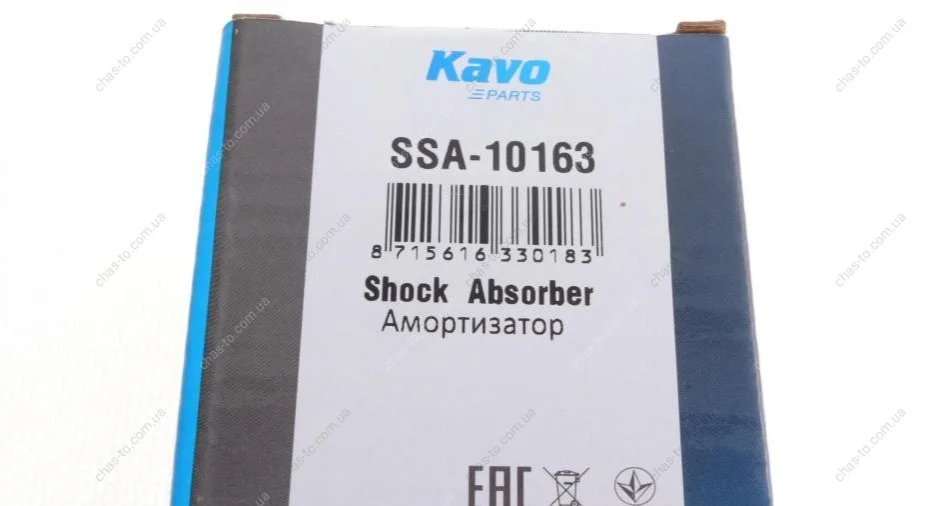 Kavo
PARTS
SSA-10163
8 715616 330183
Shock Absorber
Амортизатор
EAC
chas-to.com.ua